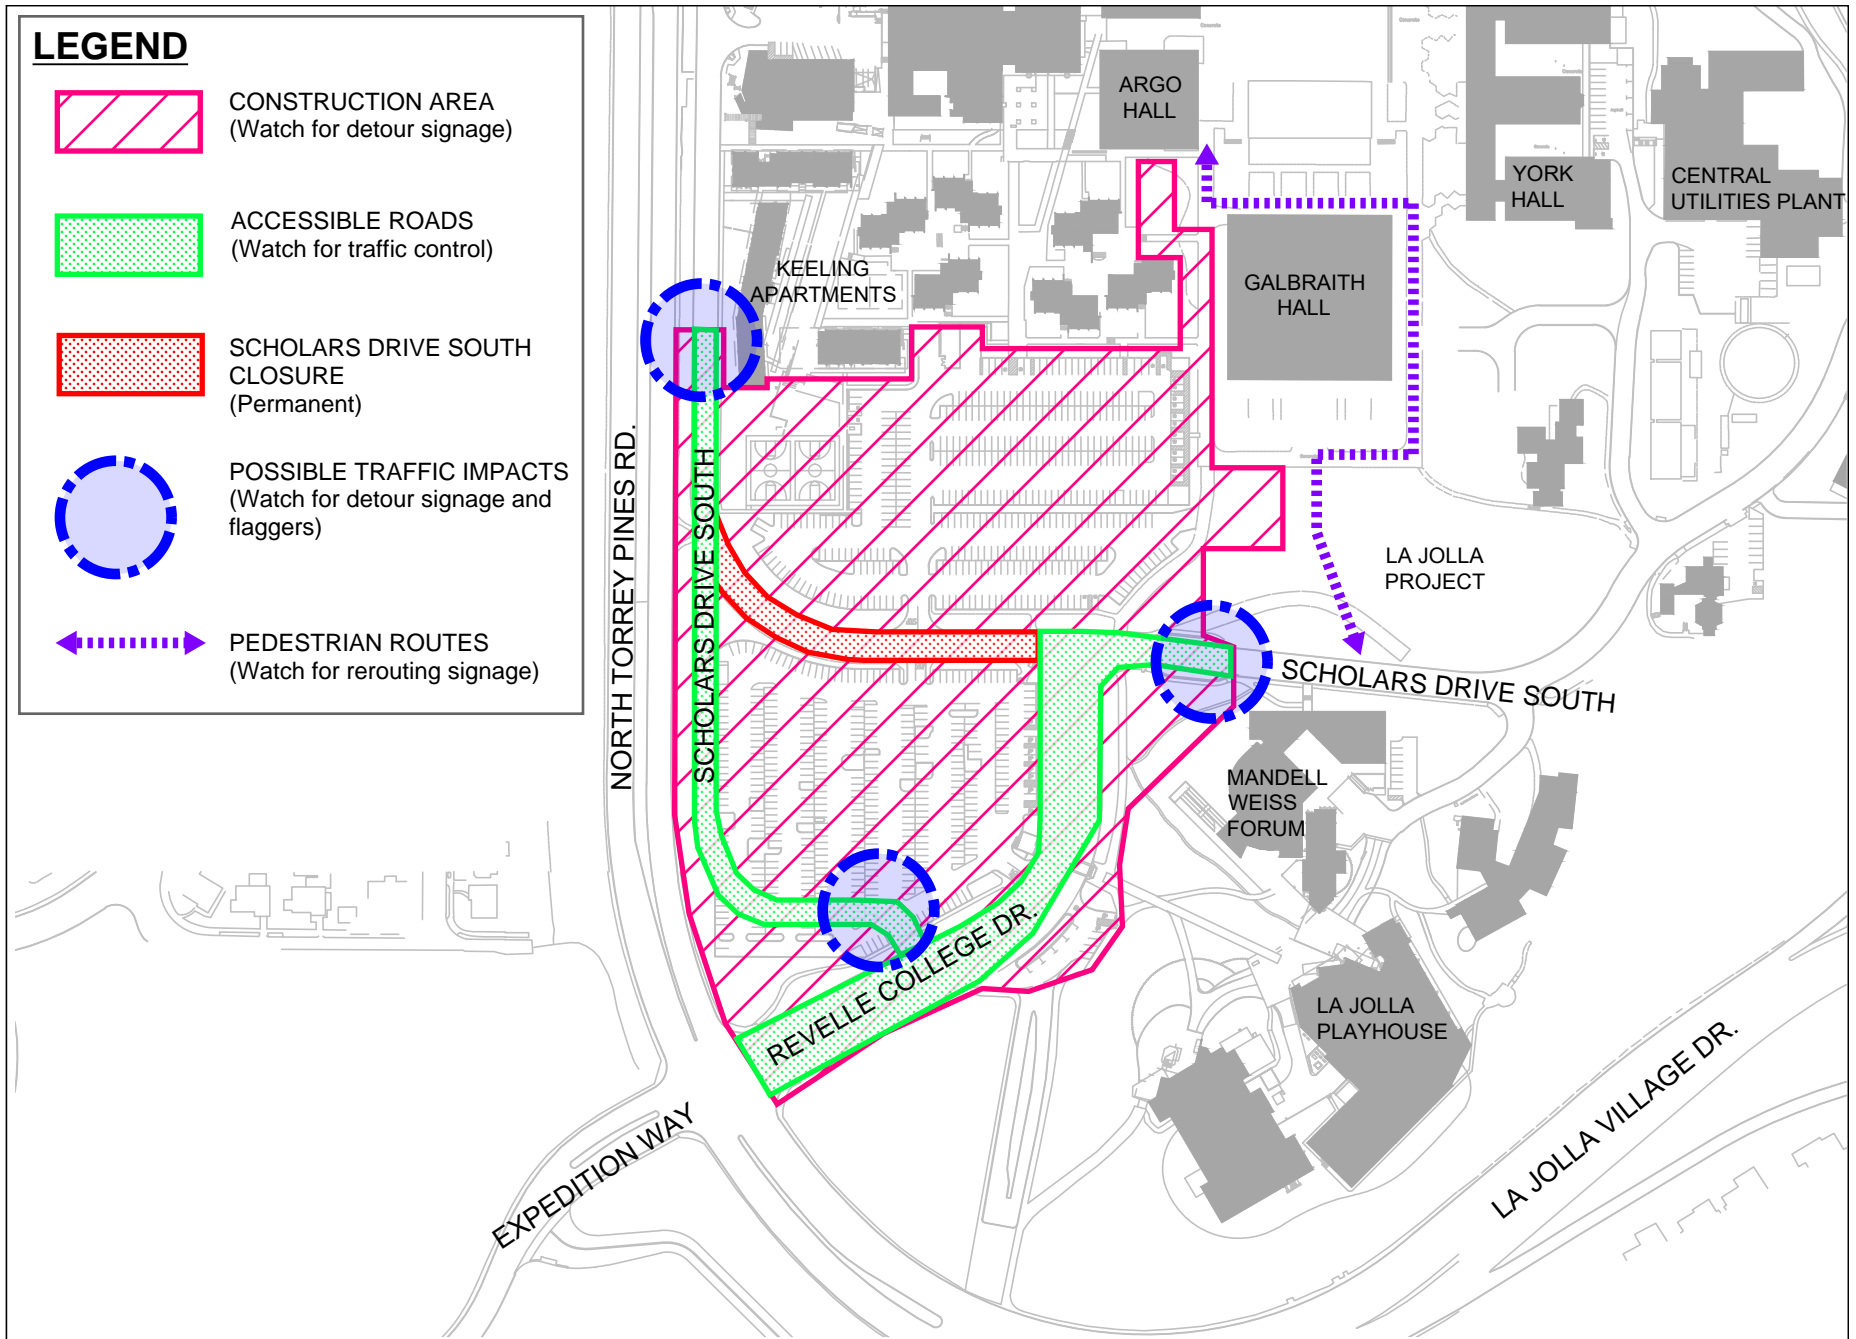 LEGEND
CONSTRUCTION AREA
(Watch for detour signage)
ACCESSIBLE ROADS
(Watch for traffic control)
SCHOLARS DRIVE SOUTH
CLOSURE
(Permanent)
POSSIBLE TRAFFIC IMPACTS
(Watch for detour signage and
flaggers)
PEDESTRIAN ROUTES
(Watch for rerouting signage)
ARGO
HALL
YORK
HALL
CENTRAL
UTILITIES PLANT
KEELING
APARTMENTS
GALBRAITH
HALL
NORTH TORREY PINES RD.
SCHOLARS DRIVE SOUTH
LA JOLLA
PROJECT
SCHOLARS DRIVE SOUTH
MANDELL
WEISS
FORUM
REVELLE COLLEGE DR.
LA JOLLA
PLAYHOUSE
EXPEDITION WAY
LA JOLLA VILLAGE DR.